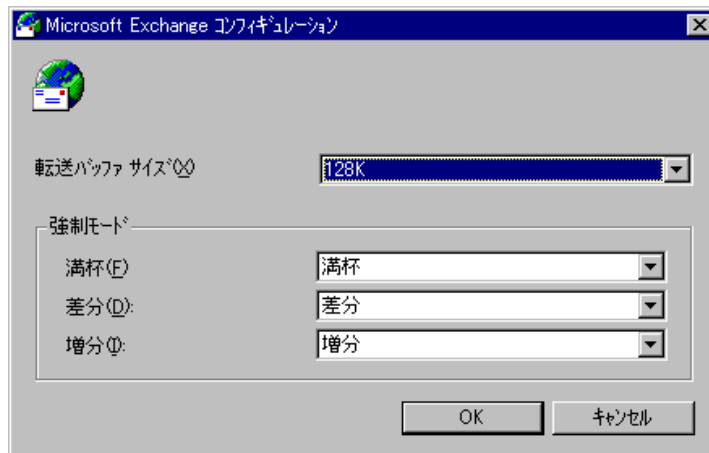 Microsoft Exchange ｺﾝﾌｨｷﾞｭﾚｰｼｮﾝ
転送ﾊﾞｯﾌｧ ｻｲｽﾞ(X) 128K
強制ﾓｰﾄﾞ
満杯(F) 満杯
差分(D): 差分
増分(I): 増分
OK ｷｬﾝｾﾙ